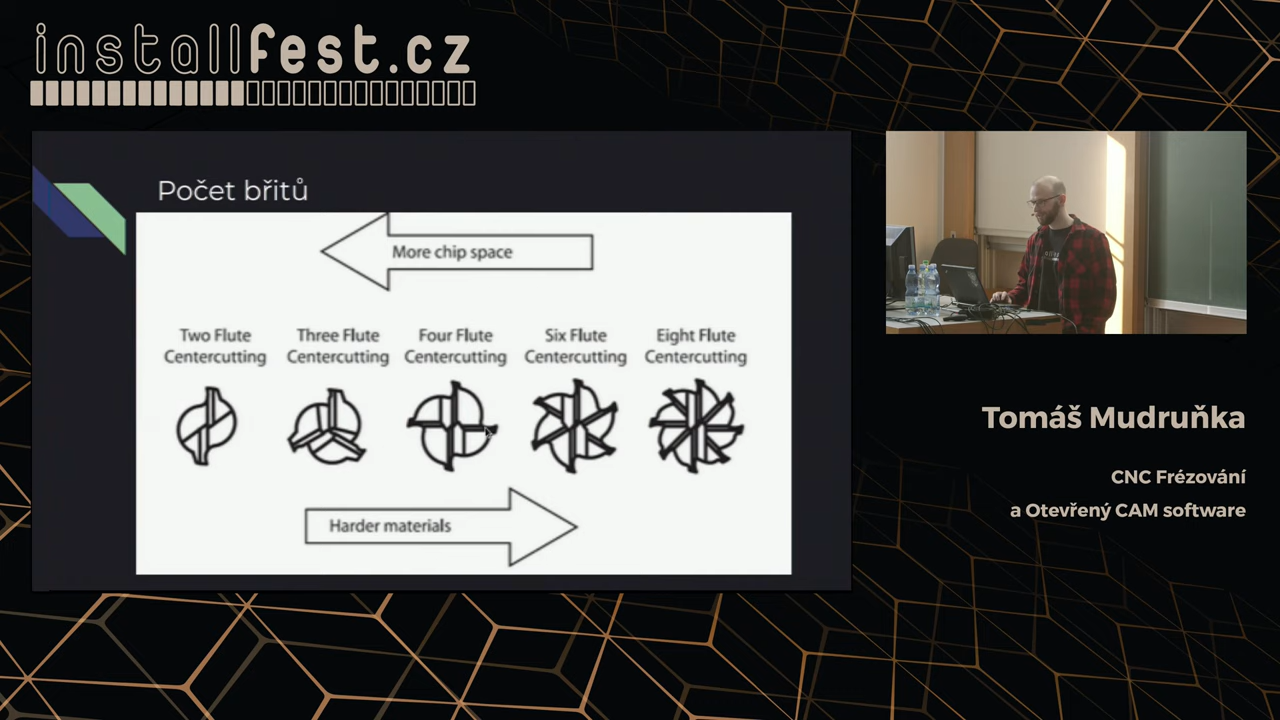 installfest.cz
Počet břitů
More chip space
Two Flute
Centercutting
Three Flute
Centercutting
Four Flute
Centercutting
Six Flute
Centercutting
Eight Flute
Centercutting
Harder materials
Tomáš Mudruňka
CNC Frézování
a Otevřený CAM software